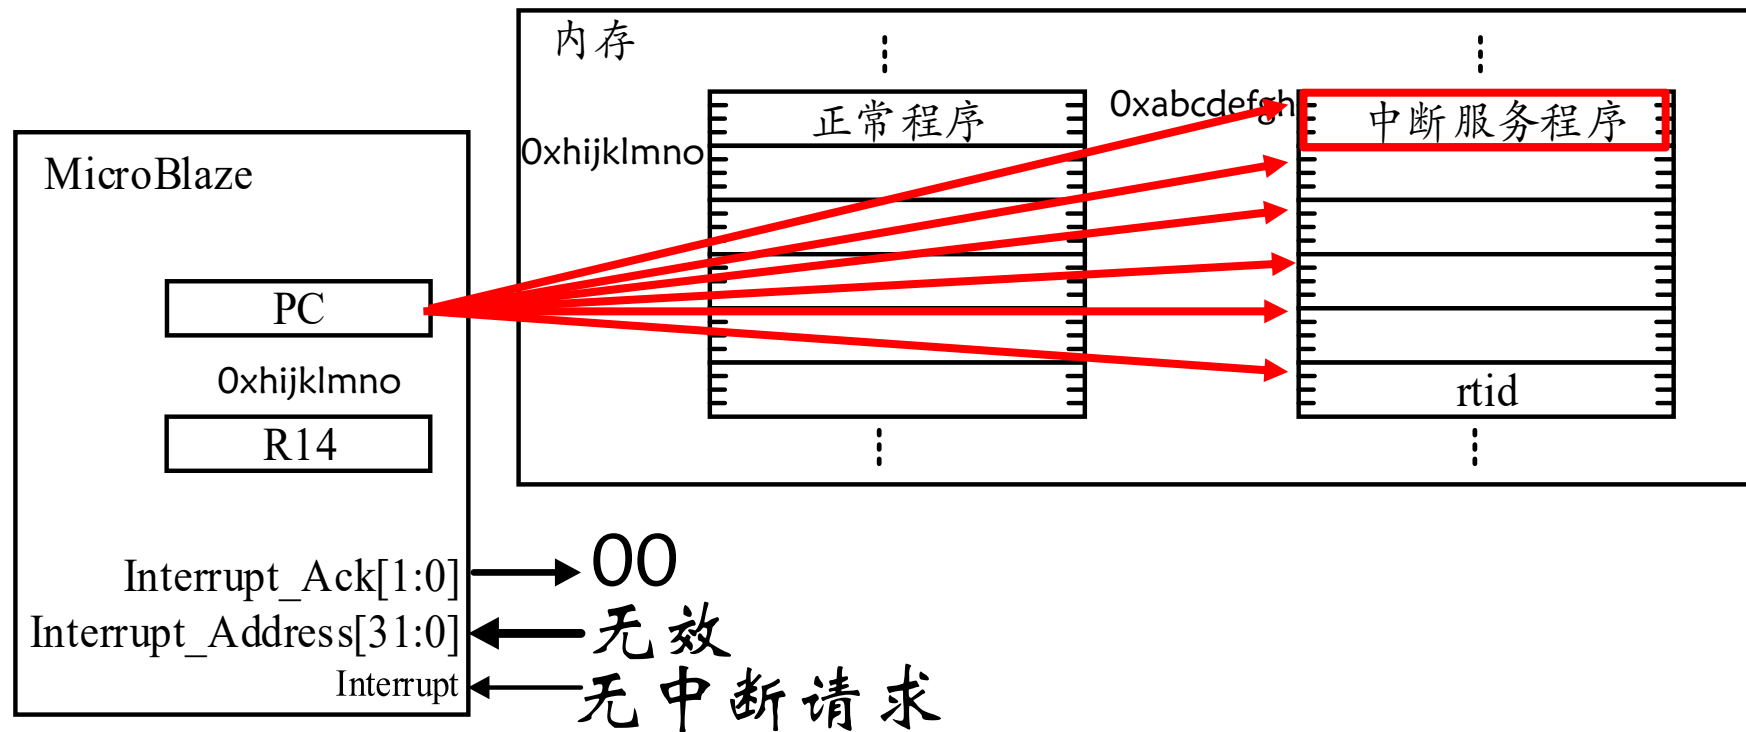 内存
正常程序
0xabcdefgh
中断服务程序
0xhijklmno
MicroBlaze
PC
0xhijklmno
R14
rtid
Interrupt_Ack[1:0]
00
Interrupt_Address[31:0]
无效
Interrupt
无中断请求